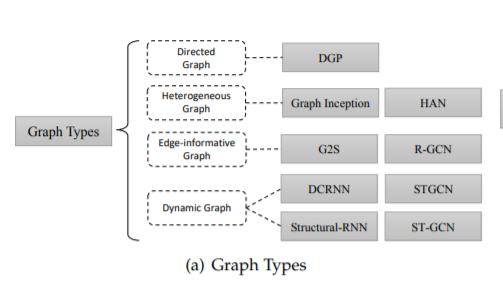 Graph Types
Directed
Graph
DGP
Heterogeneous
Graph
Graph Inception
HAN
Edge-informative
Graph
G2S
R-GCN
Dynamic Graph
DCRNN
STGCN
Structural-RNN
ST-GCN
(a) Graph Types